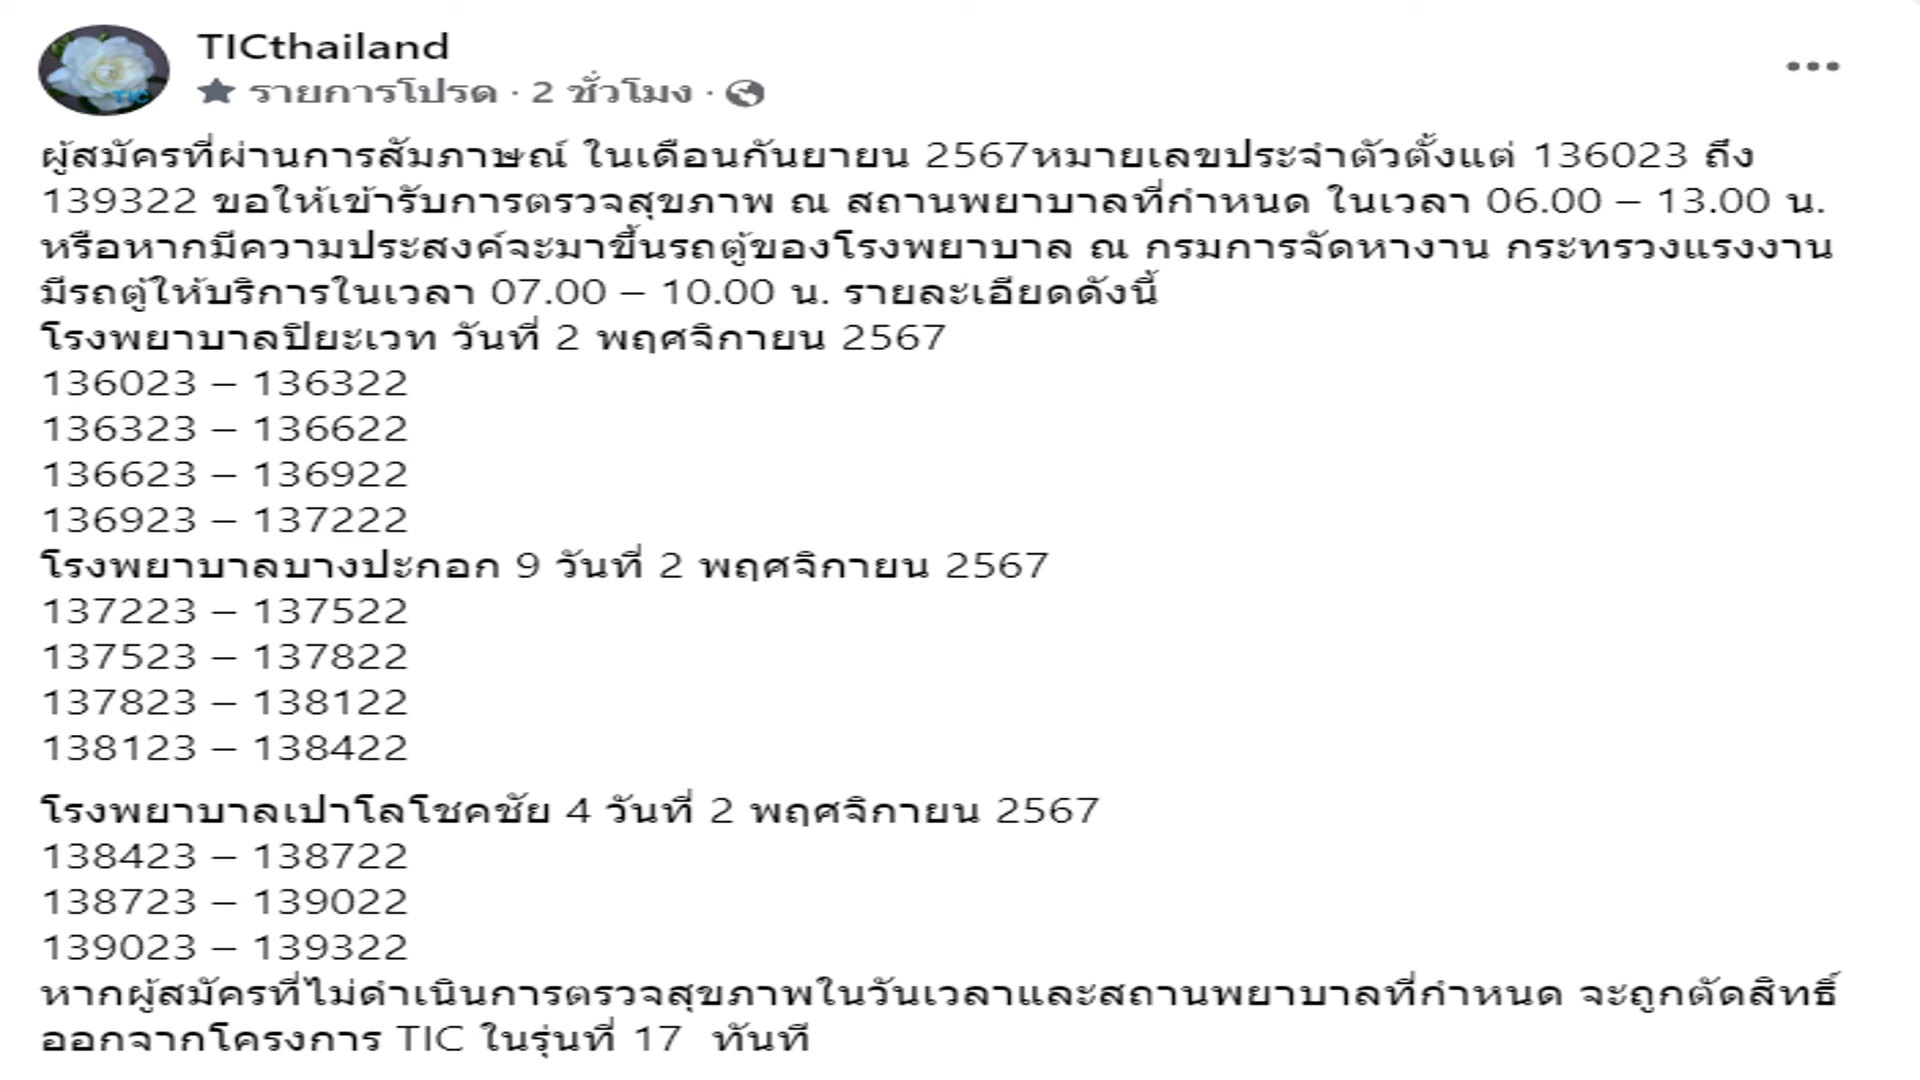 TICthailand
รายการโปรด · 2 ชั่วโมง ·
ผู้สมัครที่ผ่านการสัมภาษณ์ ในเดือนกันยายน 2567หมายเลขประจำตัวตั้งแต่ 136023 ถึง
139322 ขอให้เข้ารับการตรวจสุขภาพ ณ สถานพยาบาลที่กำหนด ในเวลา 06.00 – 13.00 น.
หรือหากมีความประสงค์จะมาขึ้นรถตู้ของโรงพยาบาล ณ กรมการจัดหางาน กระทรวงแรงงาน
มีรถตู้ให้บริการในเวลา 07.00 – 10.00 น. รายละเอียดดังนี้
โรงพยาบาลปิยะเวท วันที่ 2 พฤศจิกายน 2567
136023 – 136322
136323 – 136622
136623 – 136922
136923 – 137222
โรงพยาบาลบางปะกอก 9 วันที่ 2 พฤศจิกายน 2567
137223 – 137522
137523 – 137822
137823 – 138122
138123 – 138422
โรงพยาบาลเปาโลโชคชัย 4 วันที่ 2 พฤศจิกายน 2567
138423 – 138722
138723 – 139022
139023 – 139322
หากผู้สมัครที่ไม่ดำเนินการตรวจสุขภาพในวันเวลาและสถานพยาบาลที่กำหนด จะถูกตัดสิทธิ์
ออกจากโครงการ TIC ในรุ่นที่ 17 ทันที
TIC